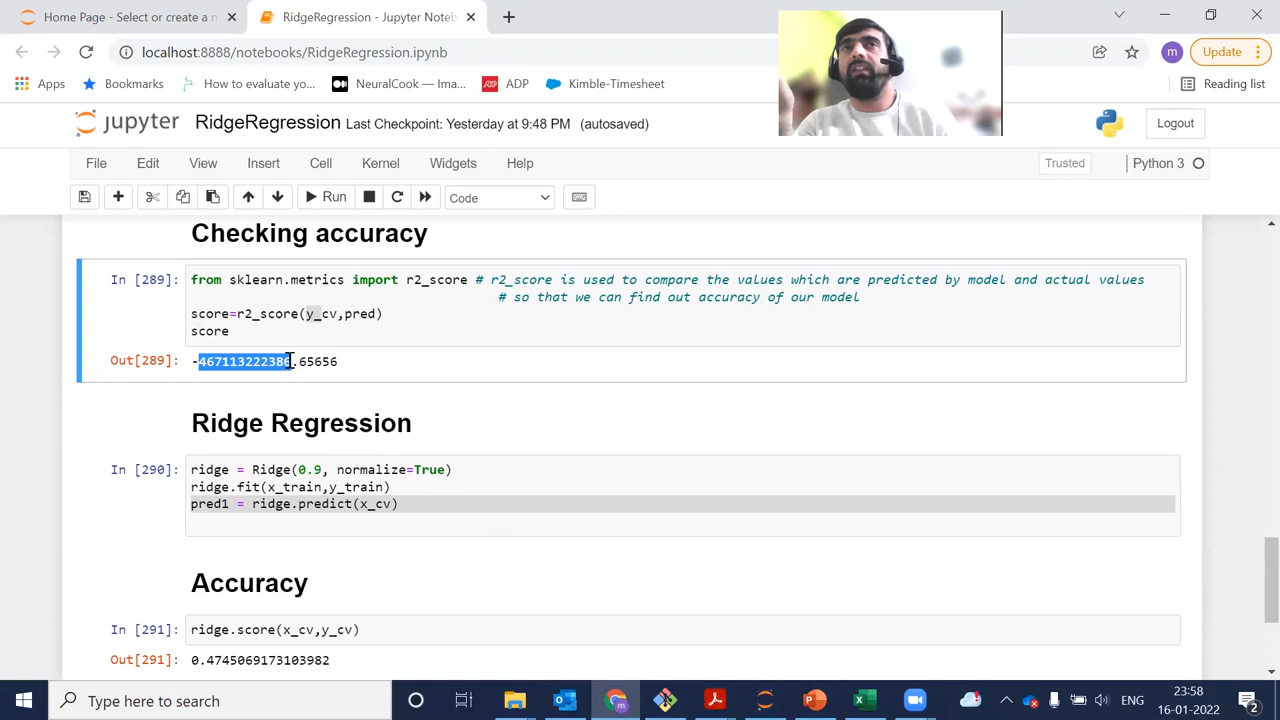 Home Page - Select or create a n
RidgeRegression - Jupyter Noteb
localhost:8888/notebooks/RidgeRegression.ipynb
m
Update
Apps
Bookmarks
How to evaluate yo...
NeuralCook — Ima...
ADP
Kimble-Timesheet
Reading list
jupyter
RidgeRegression Last Checkpoint: Yesterday at 9:48 PM (autosaved)
Logout
File Edit View Insert Cell Kernel Widgets Help
Trusted
Python 3
Run
Code
Checking accuracy
In [289]: from sklearn.metrics import r2_score # r2_score is used to compare the values which are predicted by model and actual values
# so that we can find out accuracy of our model
score=r2_score(y_cv,pred)
score
Out[289]: -467113222386.65656
Ridge Regression
In [290]: ridge = Ridge(0.9, normalize=True)
ridge.fit(x_train,y_train)
pred1 = ridge.predict(x_cv)
Accuracy
In [291]: ridge.score(x_cv,y_cv)
Out[291]: 0.4745069173103982
Type here to search
ENG
23:58
16-01-2022
2